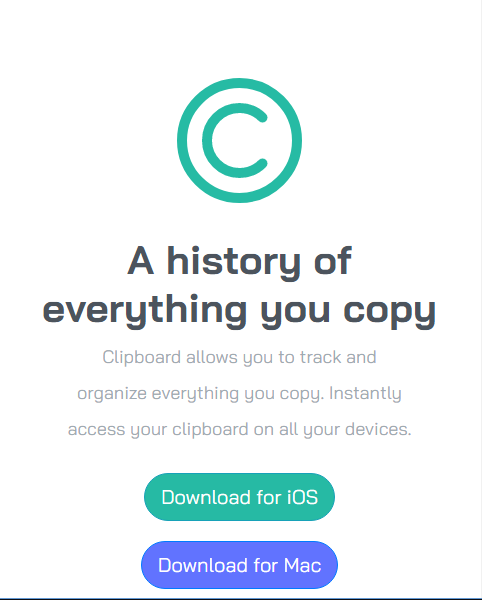 A history of
everything you copy
Clipboard allows you to track and
organize everything you copy. Instantly
access your clipboard on all your devices.
Download for iOS
Download for Mac